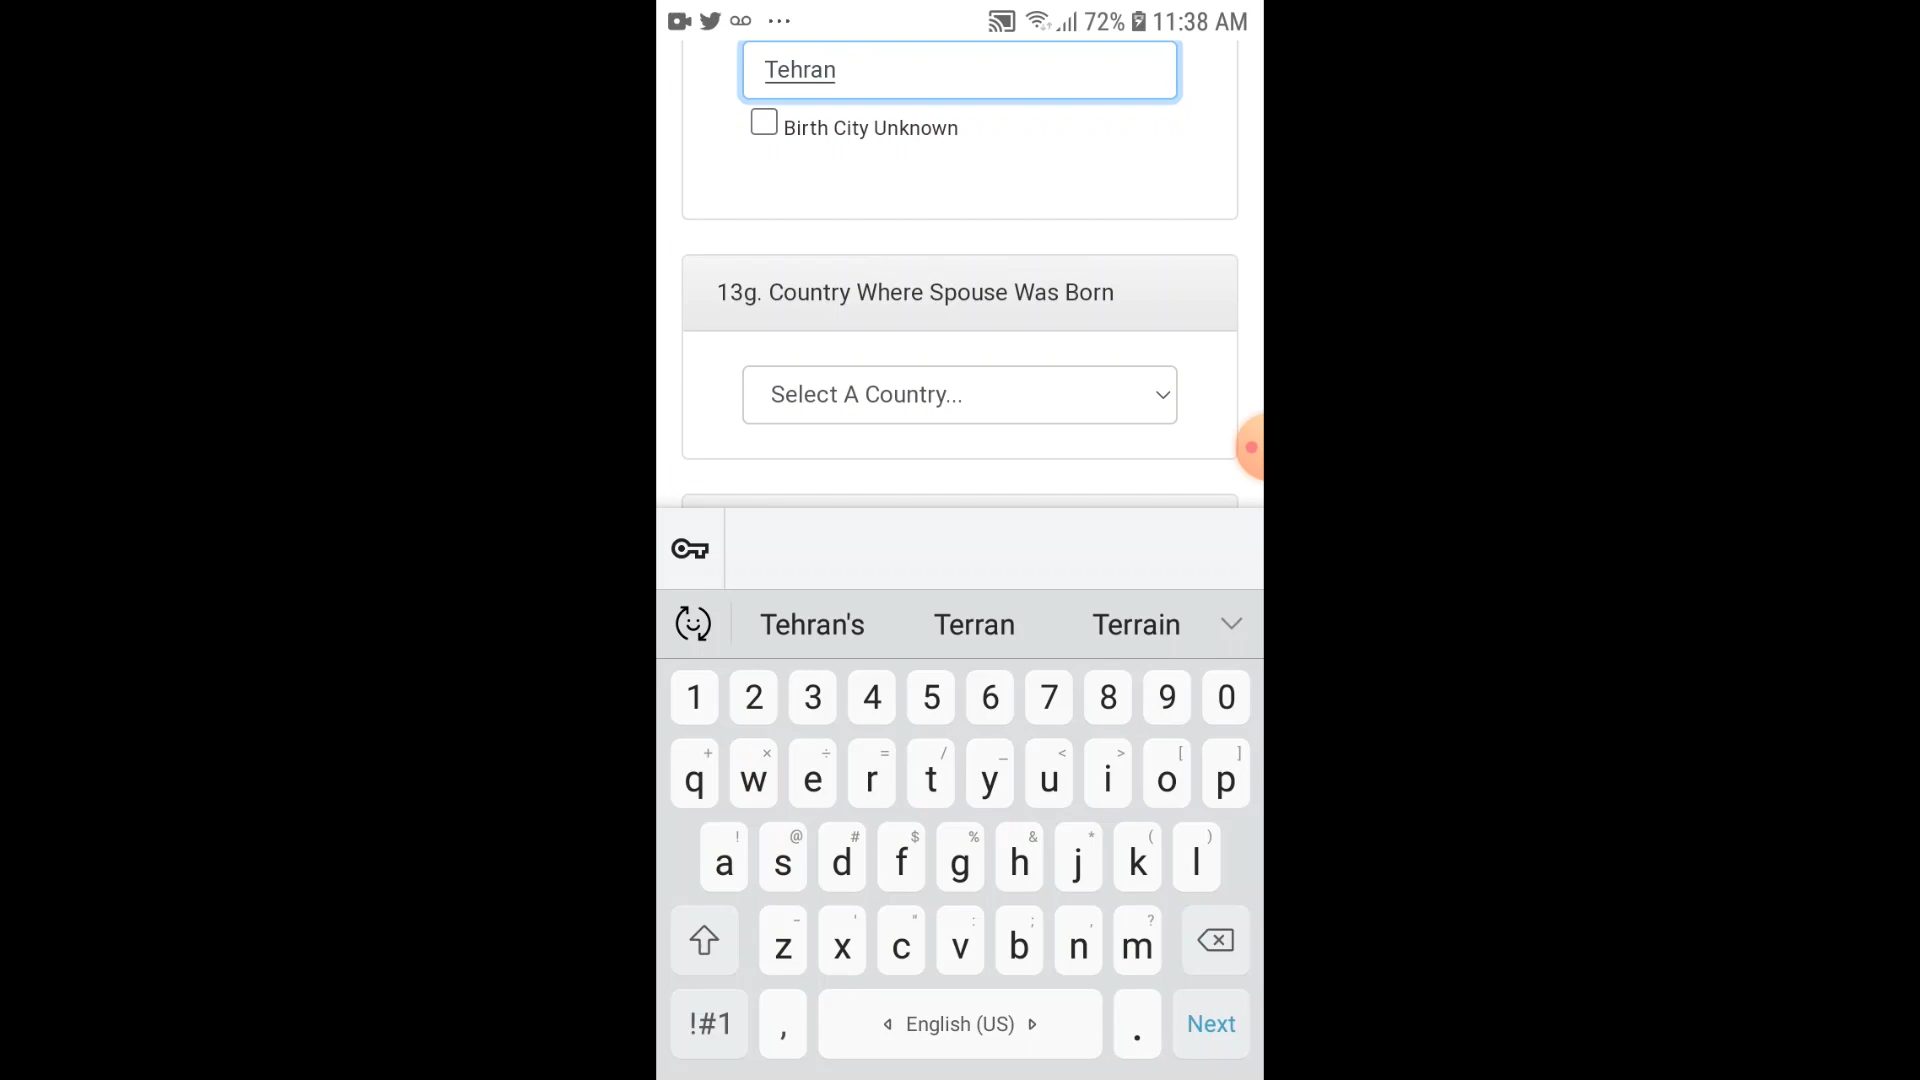 72% 11:38 AM
Tehran
Birth City Unknown
13g. Country Where Spouse Was Born
Select A Country...
Tehran's Terran Terrain
1 2 3 4 5 6 7 8 9 0
+ × ÷ = / _ < > [ ]
q w e r t y u i o p
! @ # $ % & * ( )
a s d f g h j k l
- ' " : ; , ?
z x c v b n m
!#1 , English (US) . Next